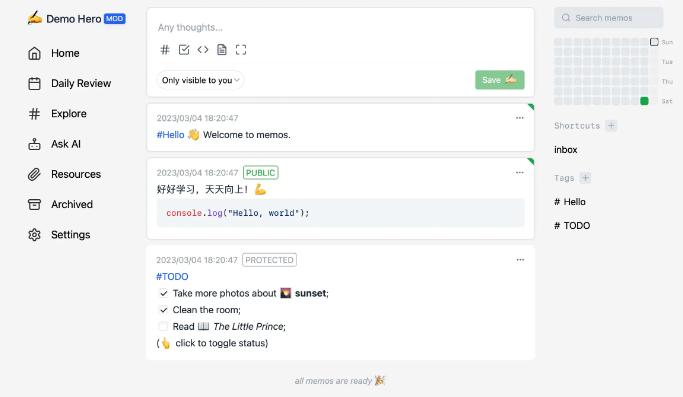 ✍️ Demo Hero MOD
Home
Daily Review
Explore
Ask AI
Resources
Archived
Settings
Any thoughts...
Only visible to you
Save ✍️
2023/03/04 18:20:47
#Hello 👋 Welcome to memos.
2023/03/04 18:20:47 PUBLIC
好好学习，天天向上！💪
console.log("Hello, world");
2023/03/04 18:20:47 PROTECTED
#TODO
Take more photos about 🌄 sunset;
Clean the room;
Read 📖 The Little Prince;
(👆 click to toggle status)
all memos are ready 🎉
Search memos
Sun
Tue
Thu
Sat
Shortcuts +
inbox
Tags +
# Hello
# TODO